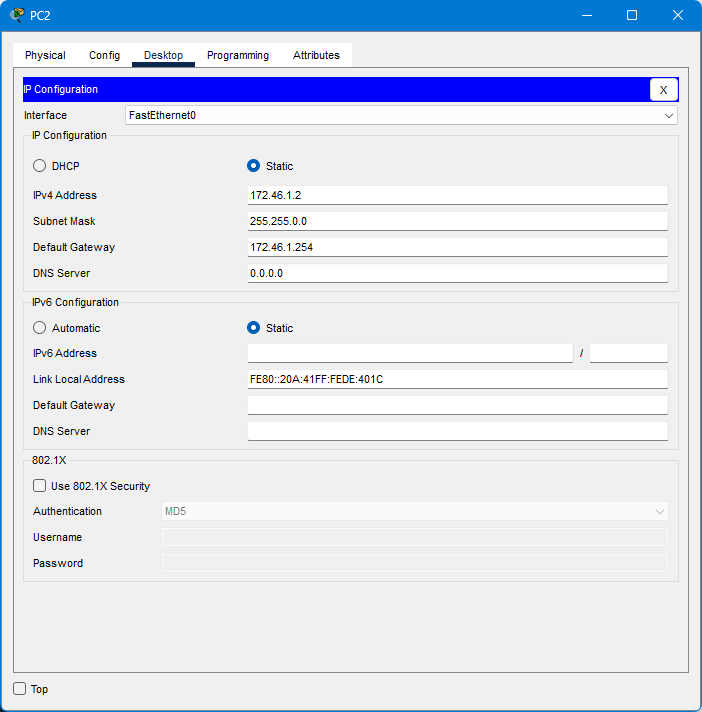 PC2
Physical Config Desktop Programming Attributes
IP Configuration X
Interface FastEthernet0
IP Configuration
DHCP Static
IPv4 Address 172.46.1.2
Subnet Mask 255.255.0.0
Default Gateway 172.46.1.254
DNS Server 0.0.0.0
IPv6 Configuration
Automatic Static
IPv6 Address /
Link Local Address FE80::20A:41FF:FEDE:401C
Default Gateway
DNS Server
802.1X
Use 802.1X Security
Authentication MD5
Username
Password
Top